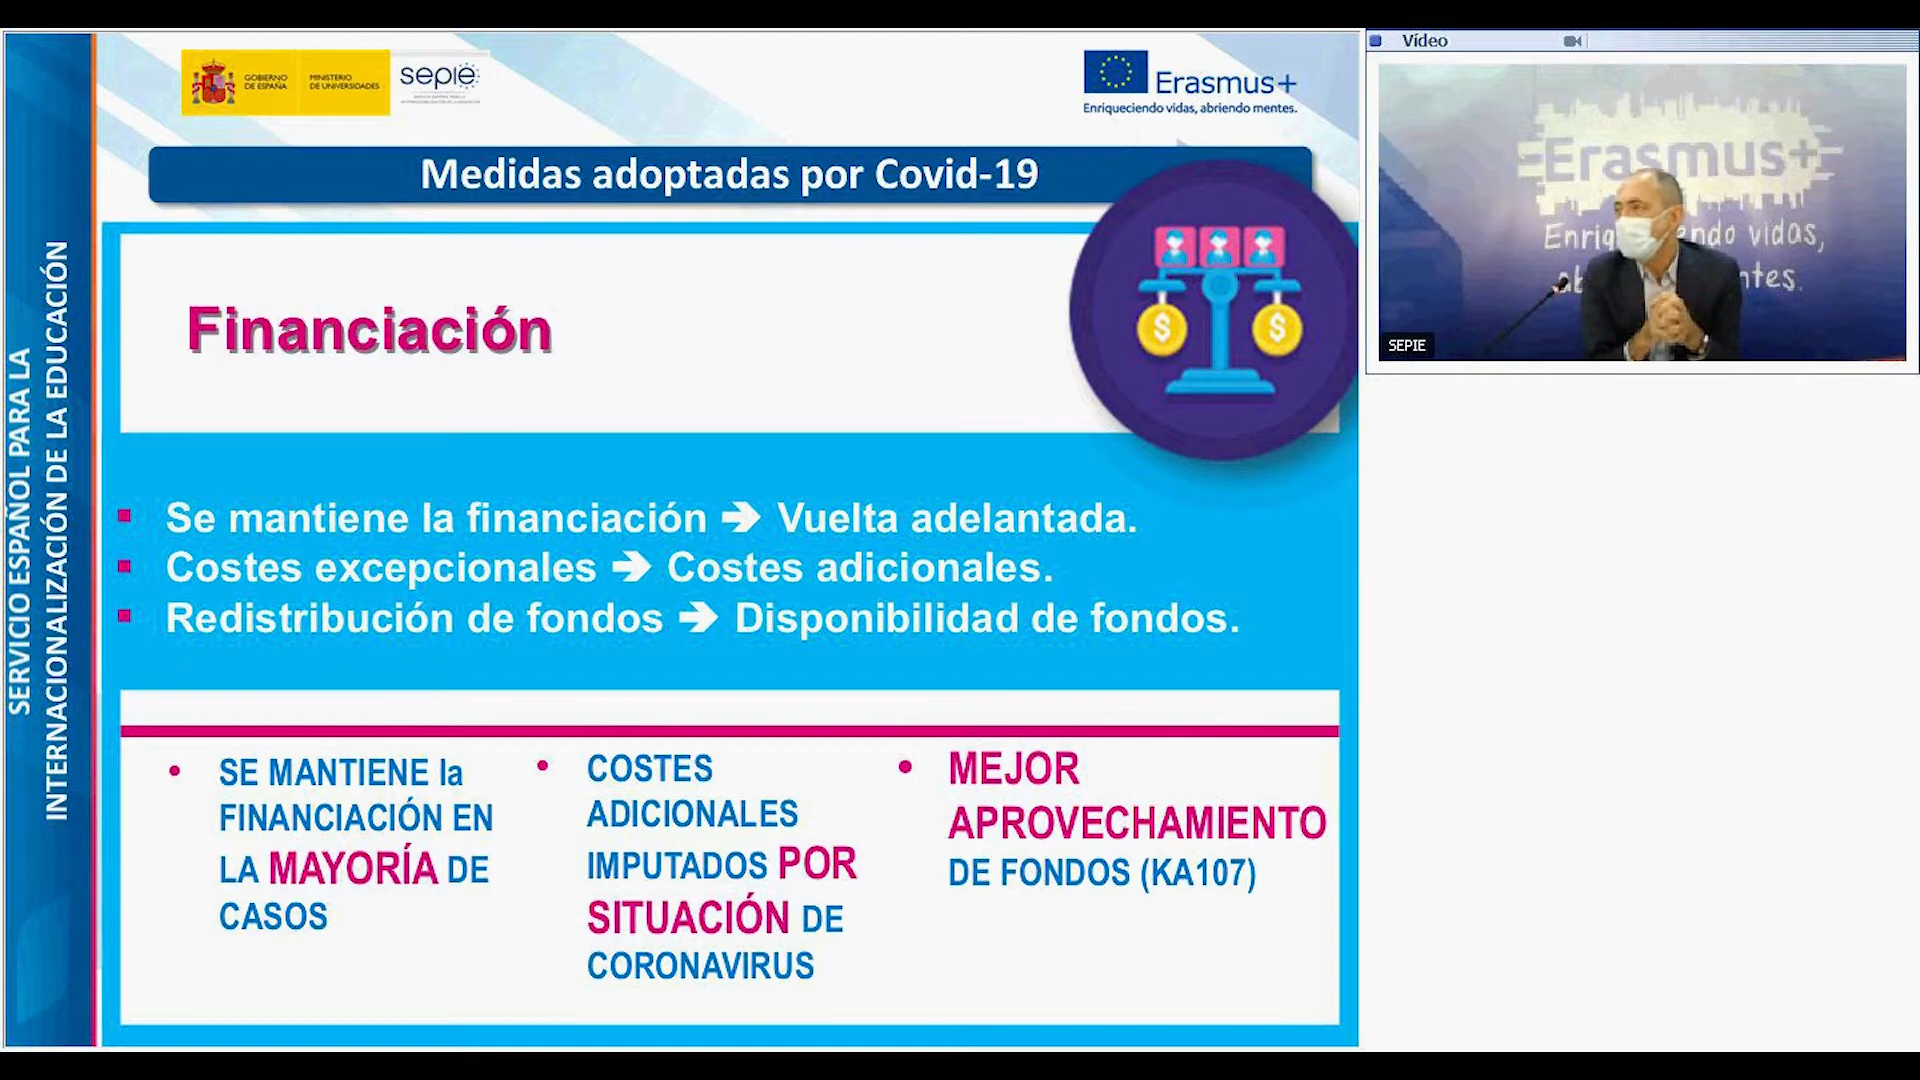 SERVICIO ESPAÑOL PARA LA
INTERNACIONALIZACIÓN DE LA EDUCACIÓN
GOBIERNO
DE ESPAÑA
MINISTERIO
DE UNIVERSIDADES
sepie
Erasmus+
Enriqueciendo vidas, abriendo mentes.
Medidas adoptadas por Covid-19
Financiación
$ $
▪ Se mantiene la financiación ➔ Vuelta adelantada.
▪ Costes excepcionales ➔ Costes adicionales.
▪ Redistribución de fondos ➔ Disponibilidad de fondos.
• SE MANTIENE la
FINANCIACIÓN EN
LA MAYORÍA DE
CASOS
• COSTES
ADICIONALES
IMPUTADOS POR
SITUACIÓN DE
CORONAVIRUS
• MEJOR
APROVECHAMIENTO
DE FONDOS (KA107)
Vídeo
Erasmus+
vidas,
SEPIE